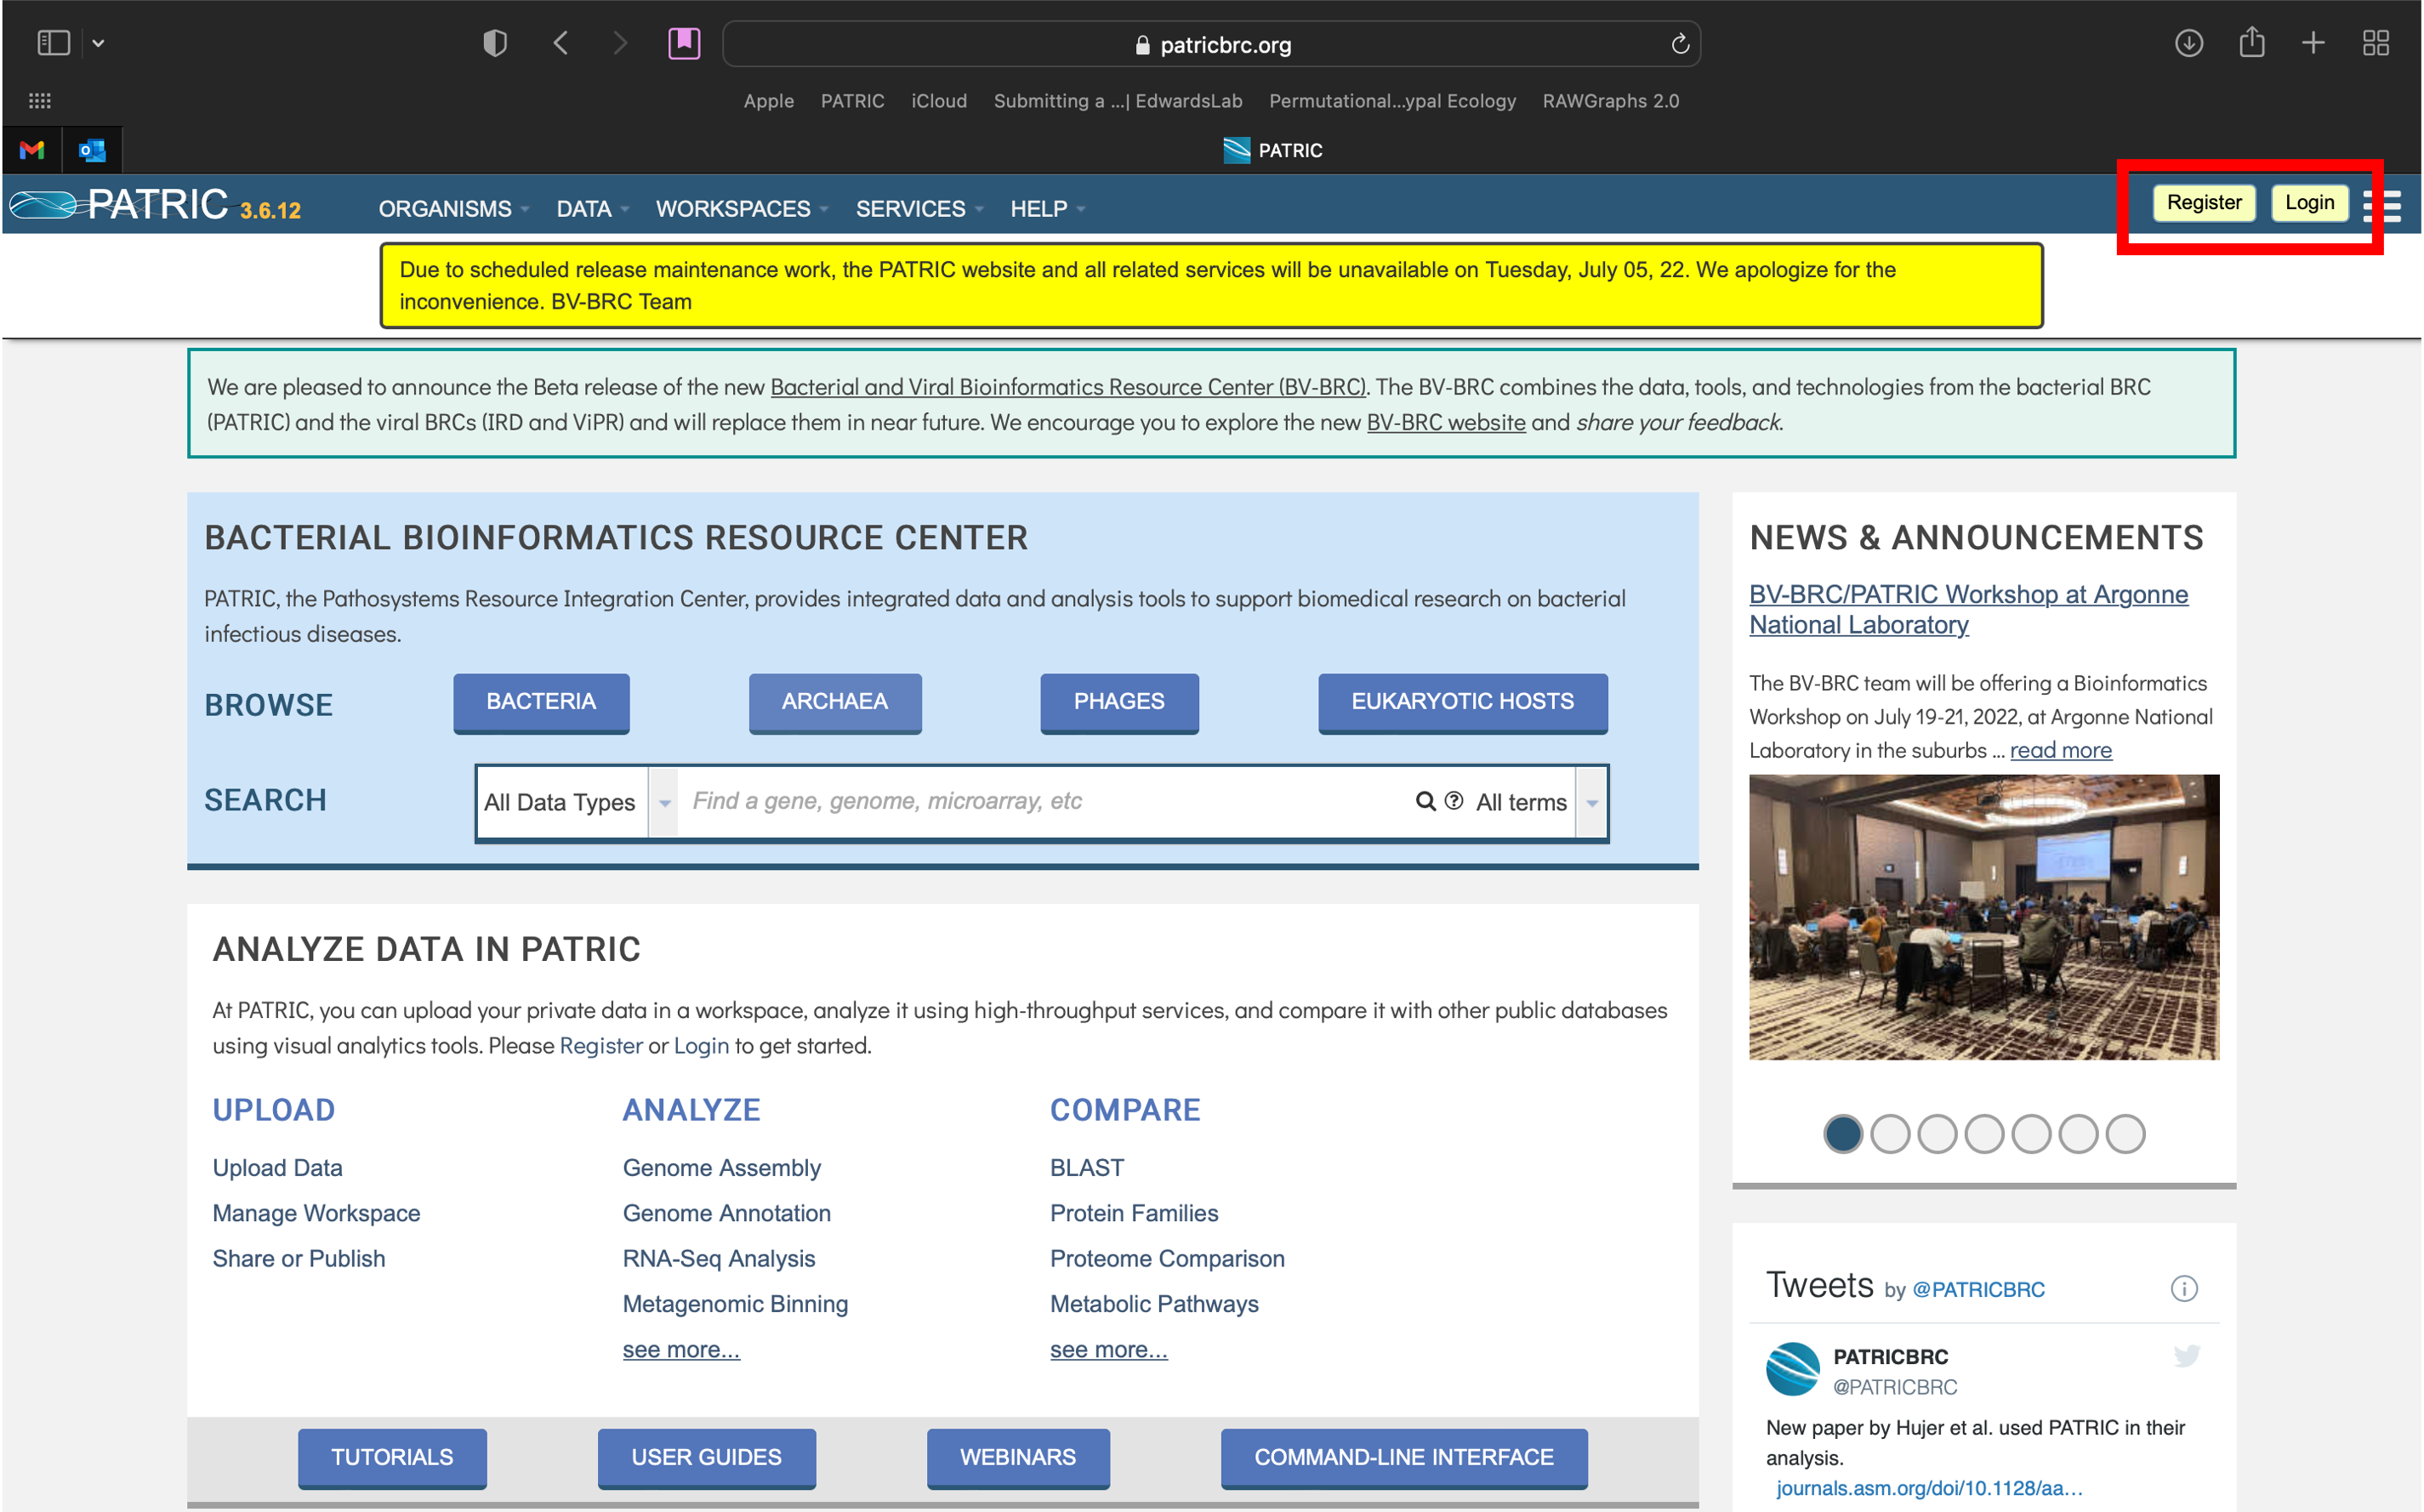 patricbrc.org
Apple PATRIC iCloud Submitting a ...| EdwardsLab Permutational...ypal Ecology RAWGraphs 2.0
PATRIC
PATRIC 3.6.12 ORGANISMS DATA WORKSPACES SERVICES HELP Register Login
Due to scheduled release maintenance work, the PATRIC website and all related services will be unavailable on Tuesday, July 05, 22. We apologize for the
inconvenience. BV-BRC Team
We are pleased to announce the Beta release of the new Bacterial and Viral Bioinformatics Resource Center (BV-BRC). The BV-BRC combines the data, tools, and technologies from the bacterial BRC
(PATRIC) and the viral BRCs (IRD and ViPR) and will replace them in near future. We encourage you to explore the new BV-BRC website and share your feedback.
BACTERIAL BIOINFORMATICS RESOURCE CENTER
PATRIC, the Pathosystems Resource Integration Center, provides integrated data and analysis tools to support biomedical research on bacterial
infectious diseases.
BROWSE BACTERIA ARCHAEA PHAGES EUKARYOTIC HOSTS
SEARCH All Data Types Find a gene, genome, microarray, etc All terms
ANALYZE DATA IN PATRIC
At PATRIC, you can upload your private data in a workspace, analyze it using high-throughput services, and compare it with other public databases
using visual analytics tools. Please Register or Login to get started.
UPLOAD
Upload Data
Manage Workspace
Share or Publish
ANALYZE
Genome Assembly
Genome Annotation
RNA-Seq Analysis
Metagenomic Binning
see more...
COMPARE
BLAST
Protein Families
Proteome Comparison
Metabolic Pathways
see more...
TUTORIALS USER GUIDES WEBINARS COMMAND-LINE INTERFACE
NEWS & ANNOUNCEMENTS
BV-BRC/PATRIC Workshop at Argonne
National Laboratory
The BV-BRC team will be offering a Bioinformatics
Workshop on July 19-21, 2022, at Argonne National
Laboratory in the suburbs ... read more
Tweets by @PATRICBRC
PATRICBRC
@PATRICBRC
New paper by Hujer et al. used PATRIC in their
analysis.
journals.asm.org/doi/10.1128/aa...